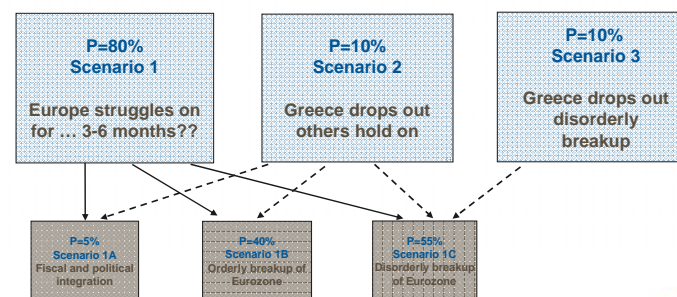 P=80%
Scenario 1
Europe struggles on
for … 3-6 months??
P=10%
Scenario 2
Greece drops out
others hold on
P=10%
Scenario 3
Greece drops out
disorderly
breakup
P=5%
Scenario 1A
Fiscal and political
integration
P=40%
Scenario 1B
Orderly breakup of
Eurozone
P=55%
Scenario 1C
Disorderly breakup
of Eurozone